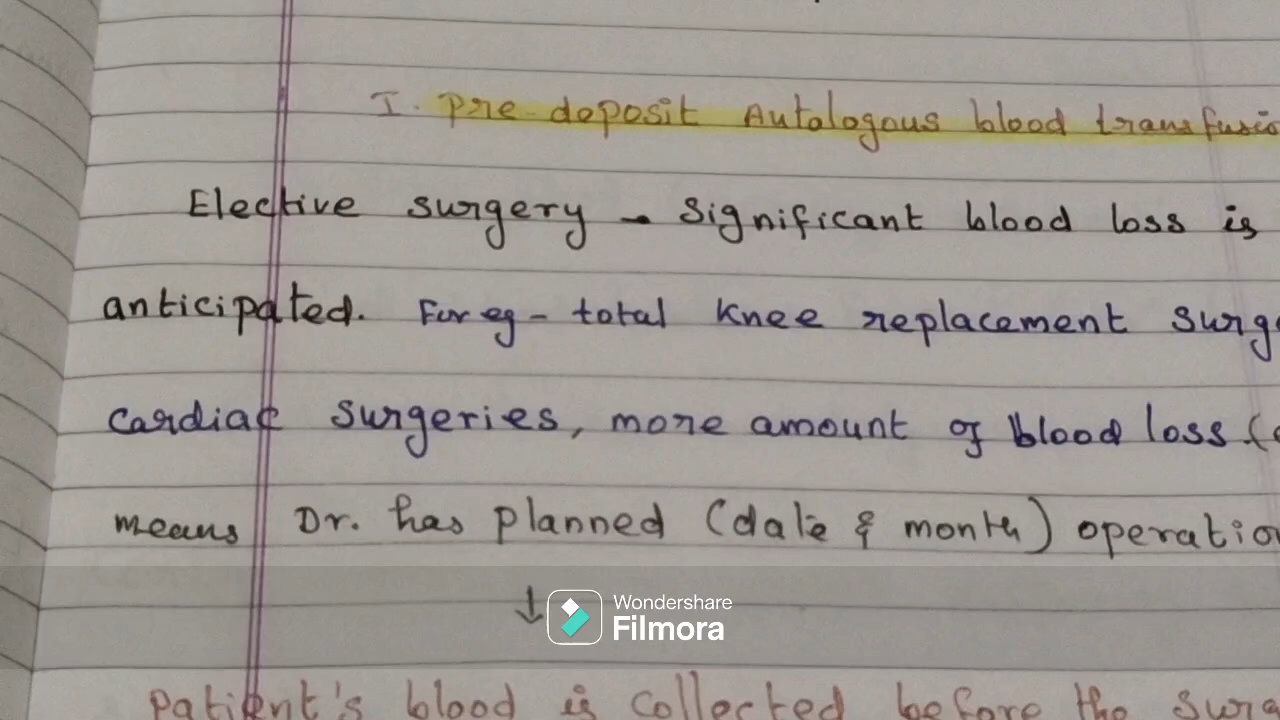 I. Pre-deposit Autologous blood transfusio
Elective surgery - Significant blood loss is
anticipated. For eg - total knee replacement surg
cardiac surgeries, more amount of blood loss (
means Dr. has planned (date & month) operation
↓
Wondershare
Filmora
patient's blood is collected before the surg